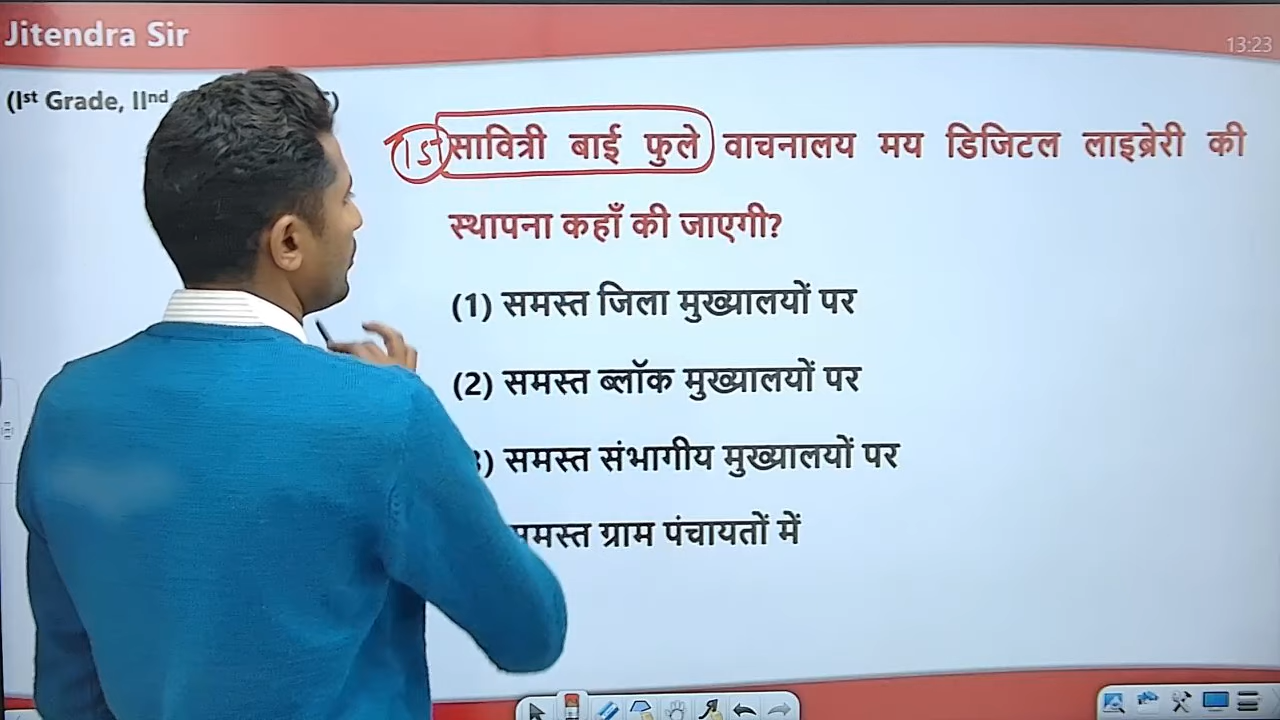 Jitendra Sir
13:23
(Ist Grade, IInd
1st सावित्री बाई फुले वाचनालय मय डिजिटल लाइब्रेरी की
स्थापना कहाँ की जाएगी?
(1) समस्त जिला मुख्यालयों पर
(2) समस्त ब्लॉक मुख्यालयों पर
) समस्त संभागीय मुख्यालयों पर
समस्त ग्राम पंचायतों में